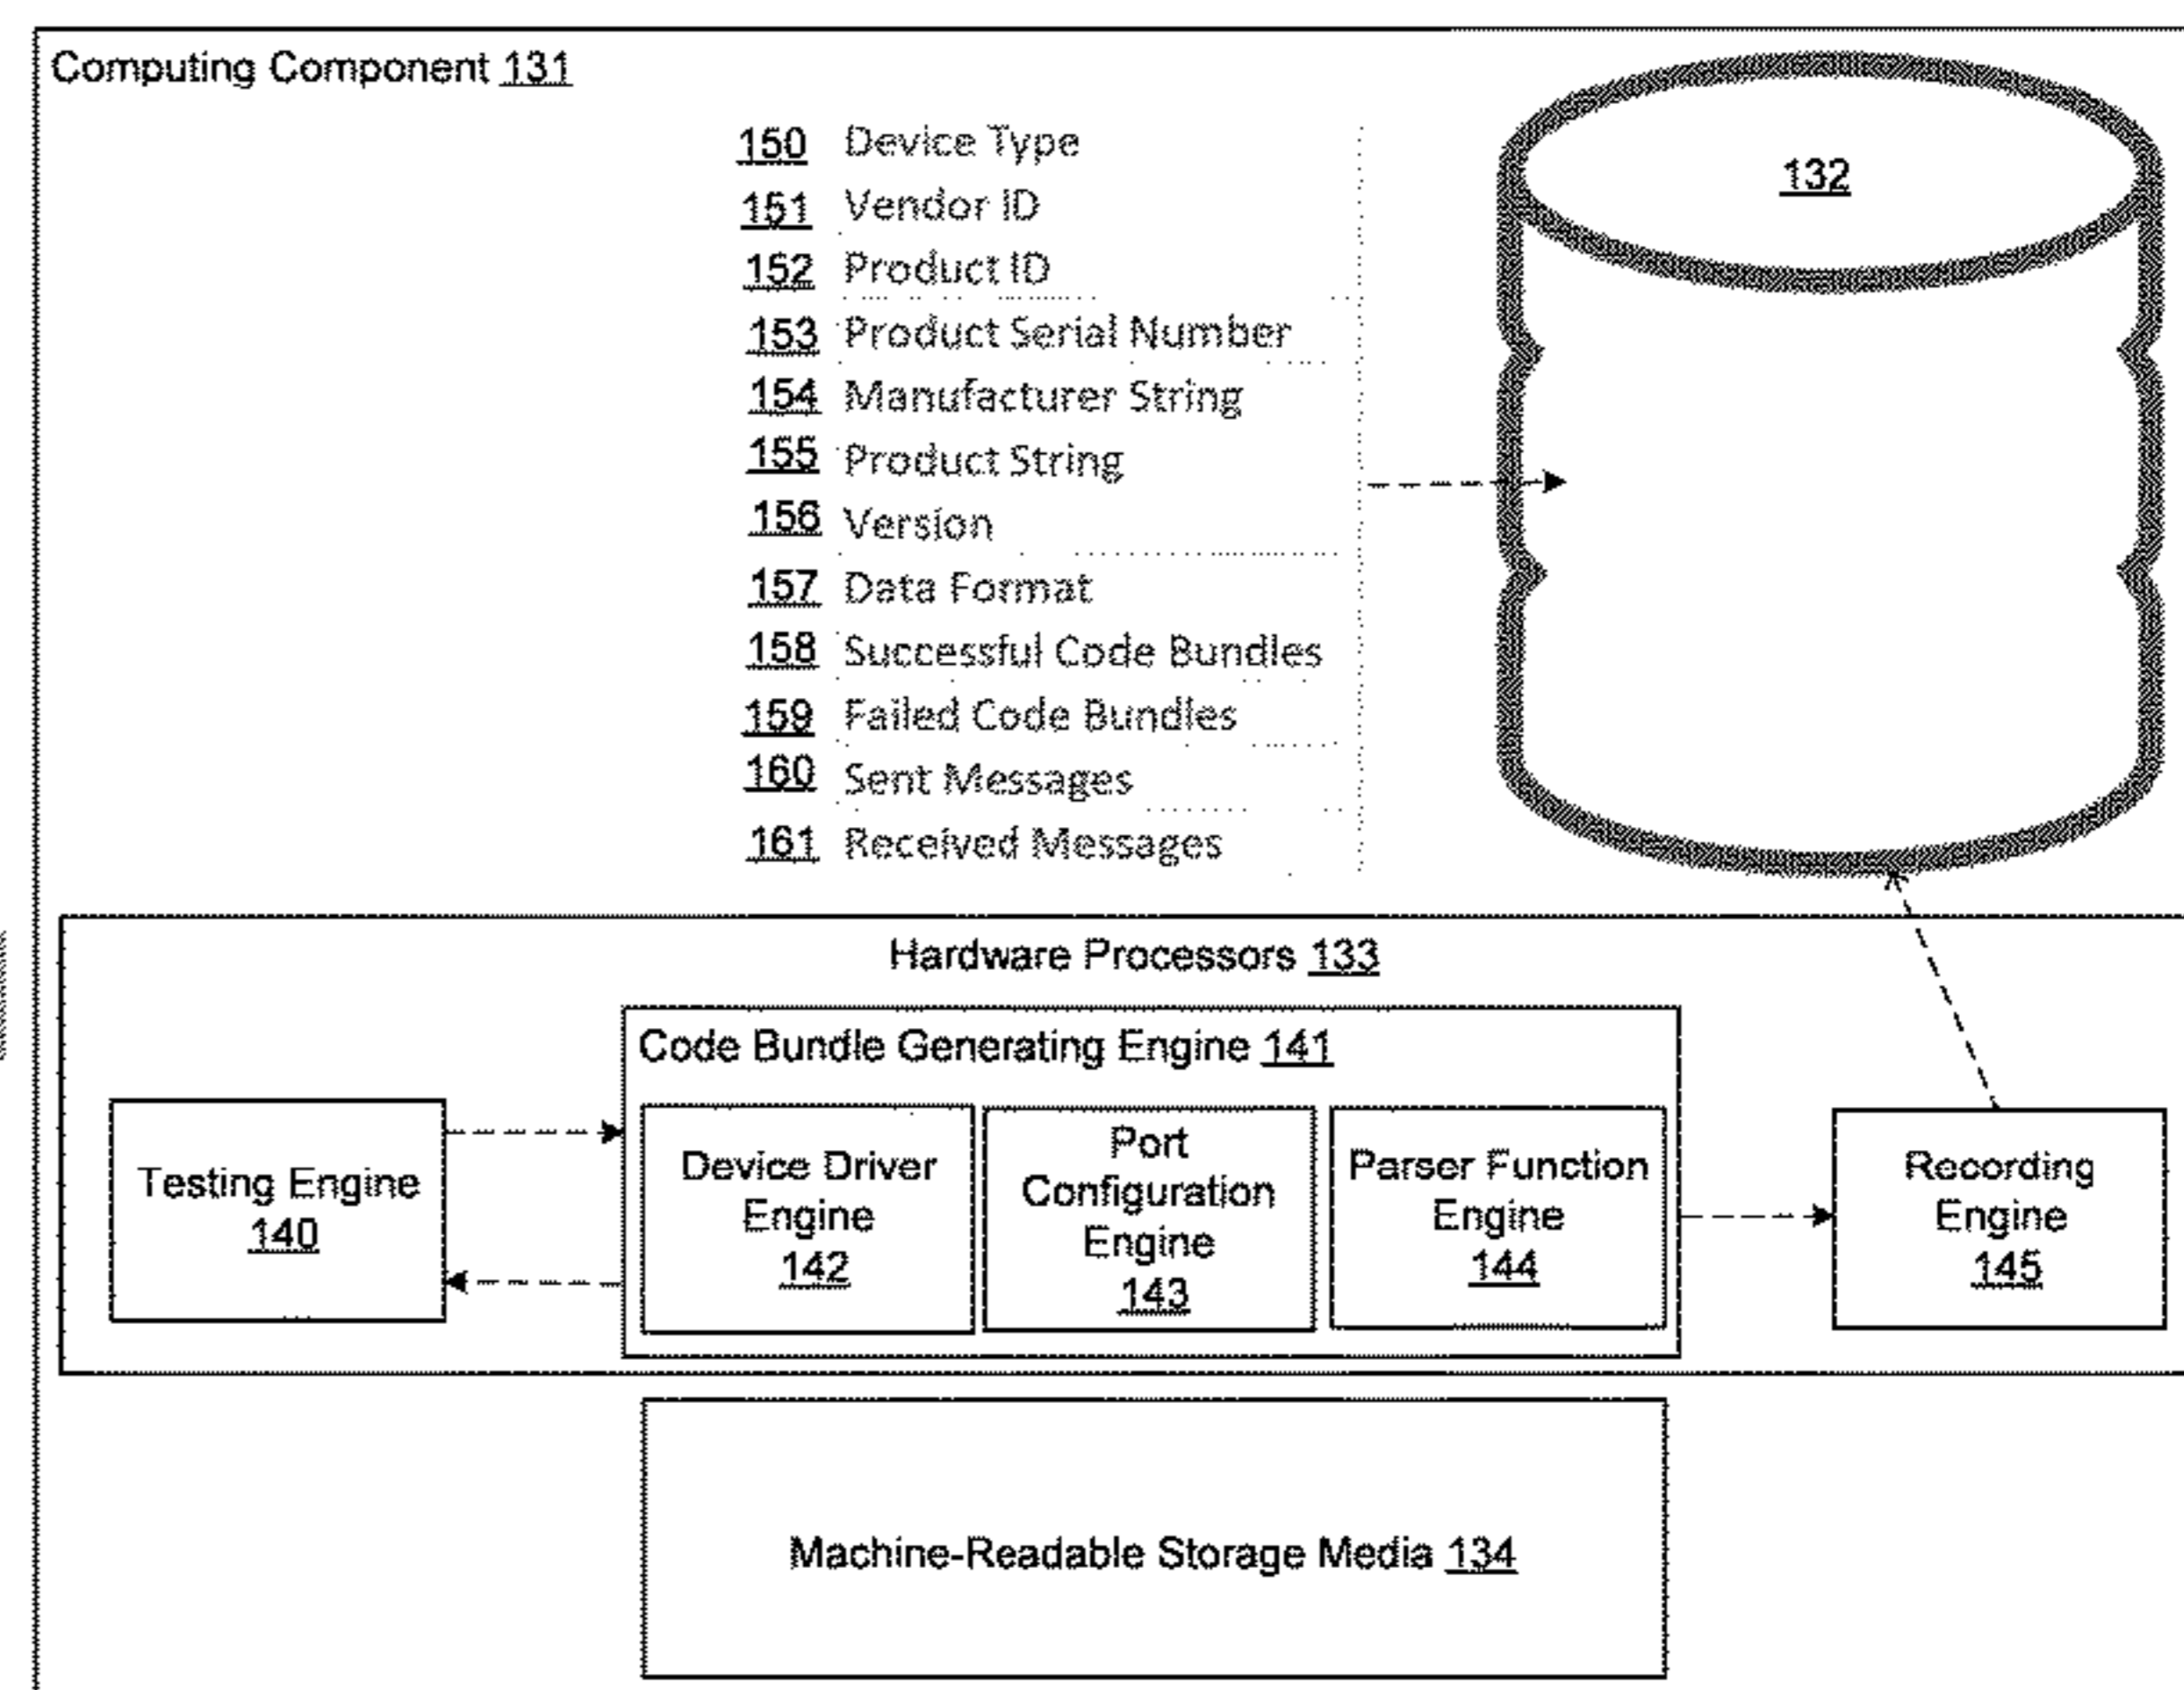 Computing Component 131
150 Device Type
132
151 Vendor ID
152 Product ID
153 Product Serial Number
154 Manufacturer String
155 Product String
156 Version
157 Data Format
158 Successful Code Bundles
159 Failed Code Bundles
160 Sent Messages
161 Received Messages
Hardware Processors 133
Code Bundle Generating Engine 141
Testing Engine
140
Device Driver
Engine
142
Port
Configuration
Engine
143
Parser Function
Engine
144
Recording
Engine
145
Machine-Readable Storage Media 134